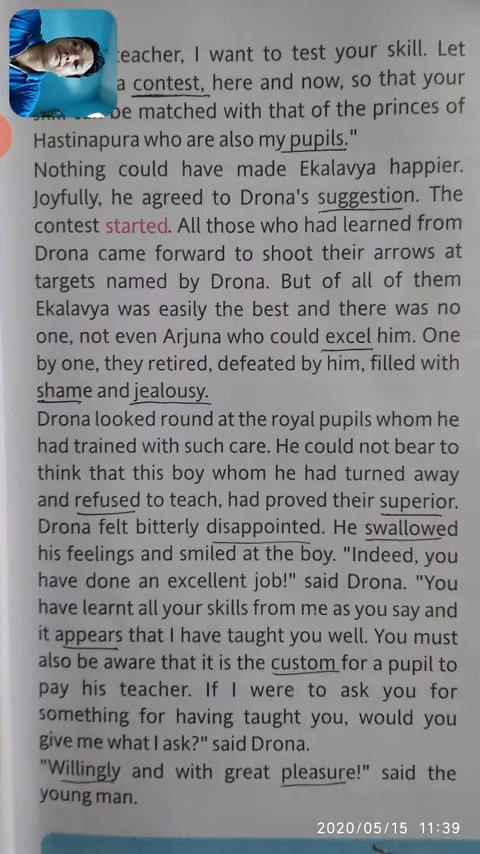 teacher, I want to test your skill. Let
a contest, here and now, so that your
be matched with that of the princes of
Hastinapura who are also my pupils."
Nothing could have made Ekalavya happier.
Joyfully, he agreed to Drona's suggestion. The
contest started. All those who had learned from
Drona came forward to shoot their arrows at
targets named by Drona. But of all of them
Ekalavya was easily the best and there was no
one, not even Arjuna who could excel him. One
by one, they retired, defeated by him, filled with
shame and jealousy.
Drona looked round at the royal pupils whom he
had trained with such care. He could not bear to
think that this boy whom he had turned away
and refused to teach, had proved their superior.
Drona felt bitterly disappointed. He swallowed
his feelings and smiled at the boy. "Indeed, you
have done an excellent job!" said Drona. "You
have learnt all your skills from me as you say and
it appears that I have taught you well. You must
also be aware that it is the custom for a pupil to
pay his teacher. If I were to ask you for
something for having taught you, would you
give me what I ask?" said Drona.
"Willingly and with great pleasure!" said the
young man.
2020/05/15 11:39